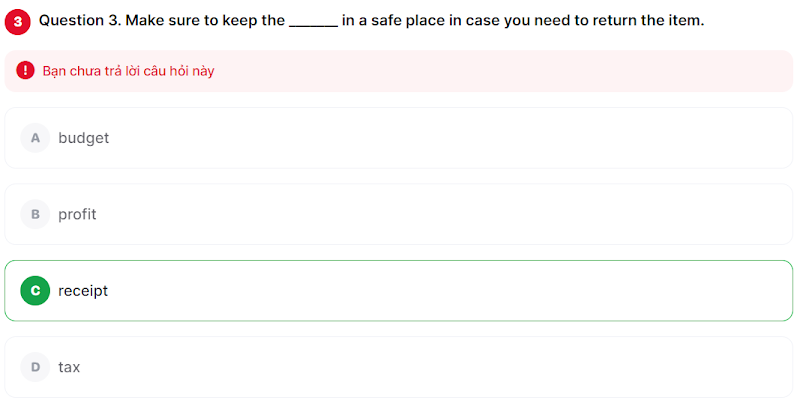 3 Question 3. Make sure to keep the ______ in a safe place in case you need to return the item.
! Bạn chưa trả lời câu hỏi này
A budget
B profit
C receipt
D tax